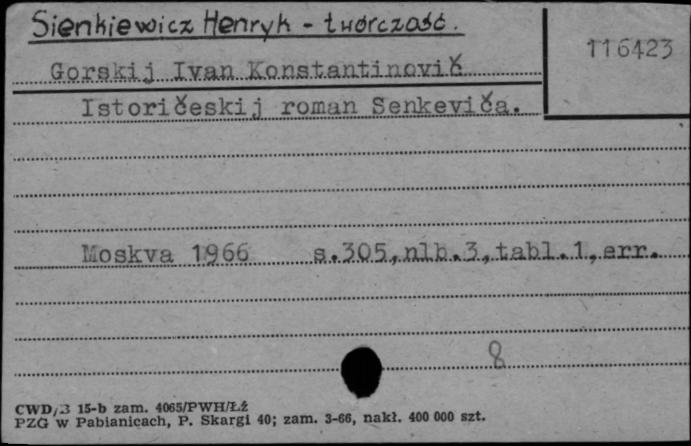 Sienkiewicz Henryk - twórczość.
116423
Gorskij Ivan Konstantinovič
Istoričeskij roman Senkeviča.
Moskva 1966 s.305, nlb.3, tabl.1, err.
8
CWD/3 15-b zam. 4065/PWH/Łź
PZG w Pabianicach, P. Skargi 40; zam. 3-66, nakł. 400 000 szt.